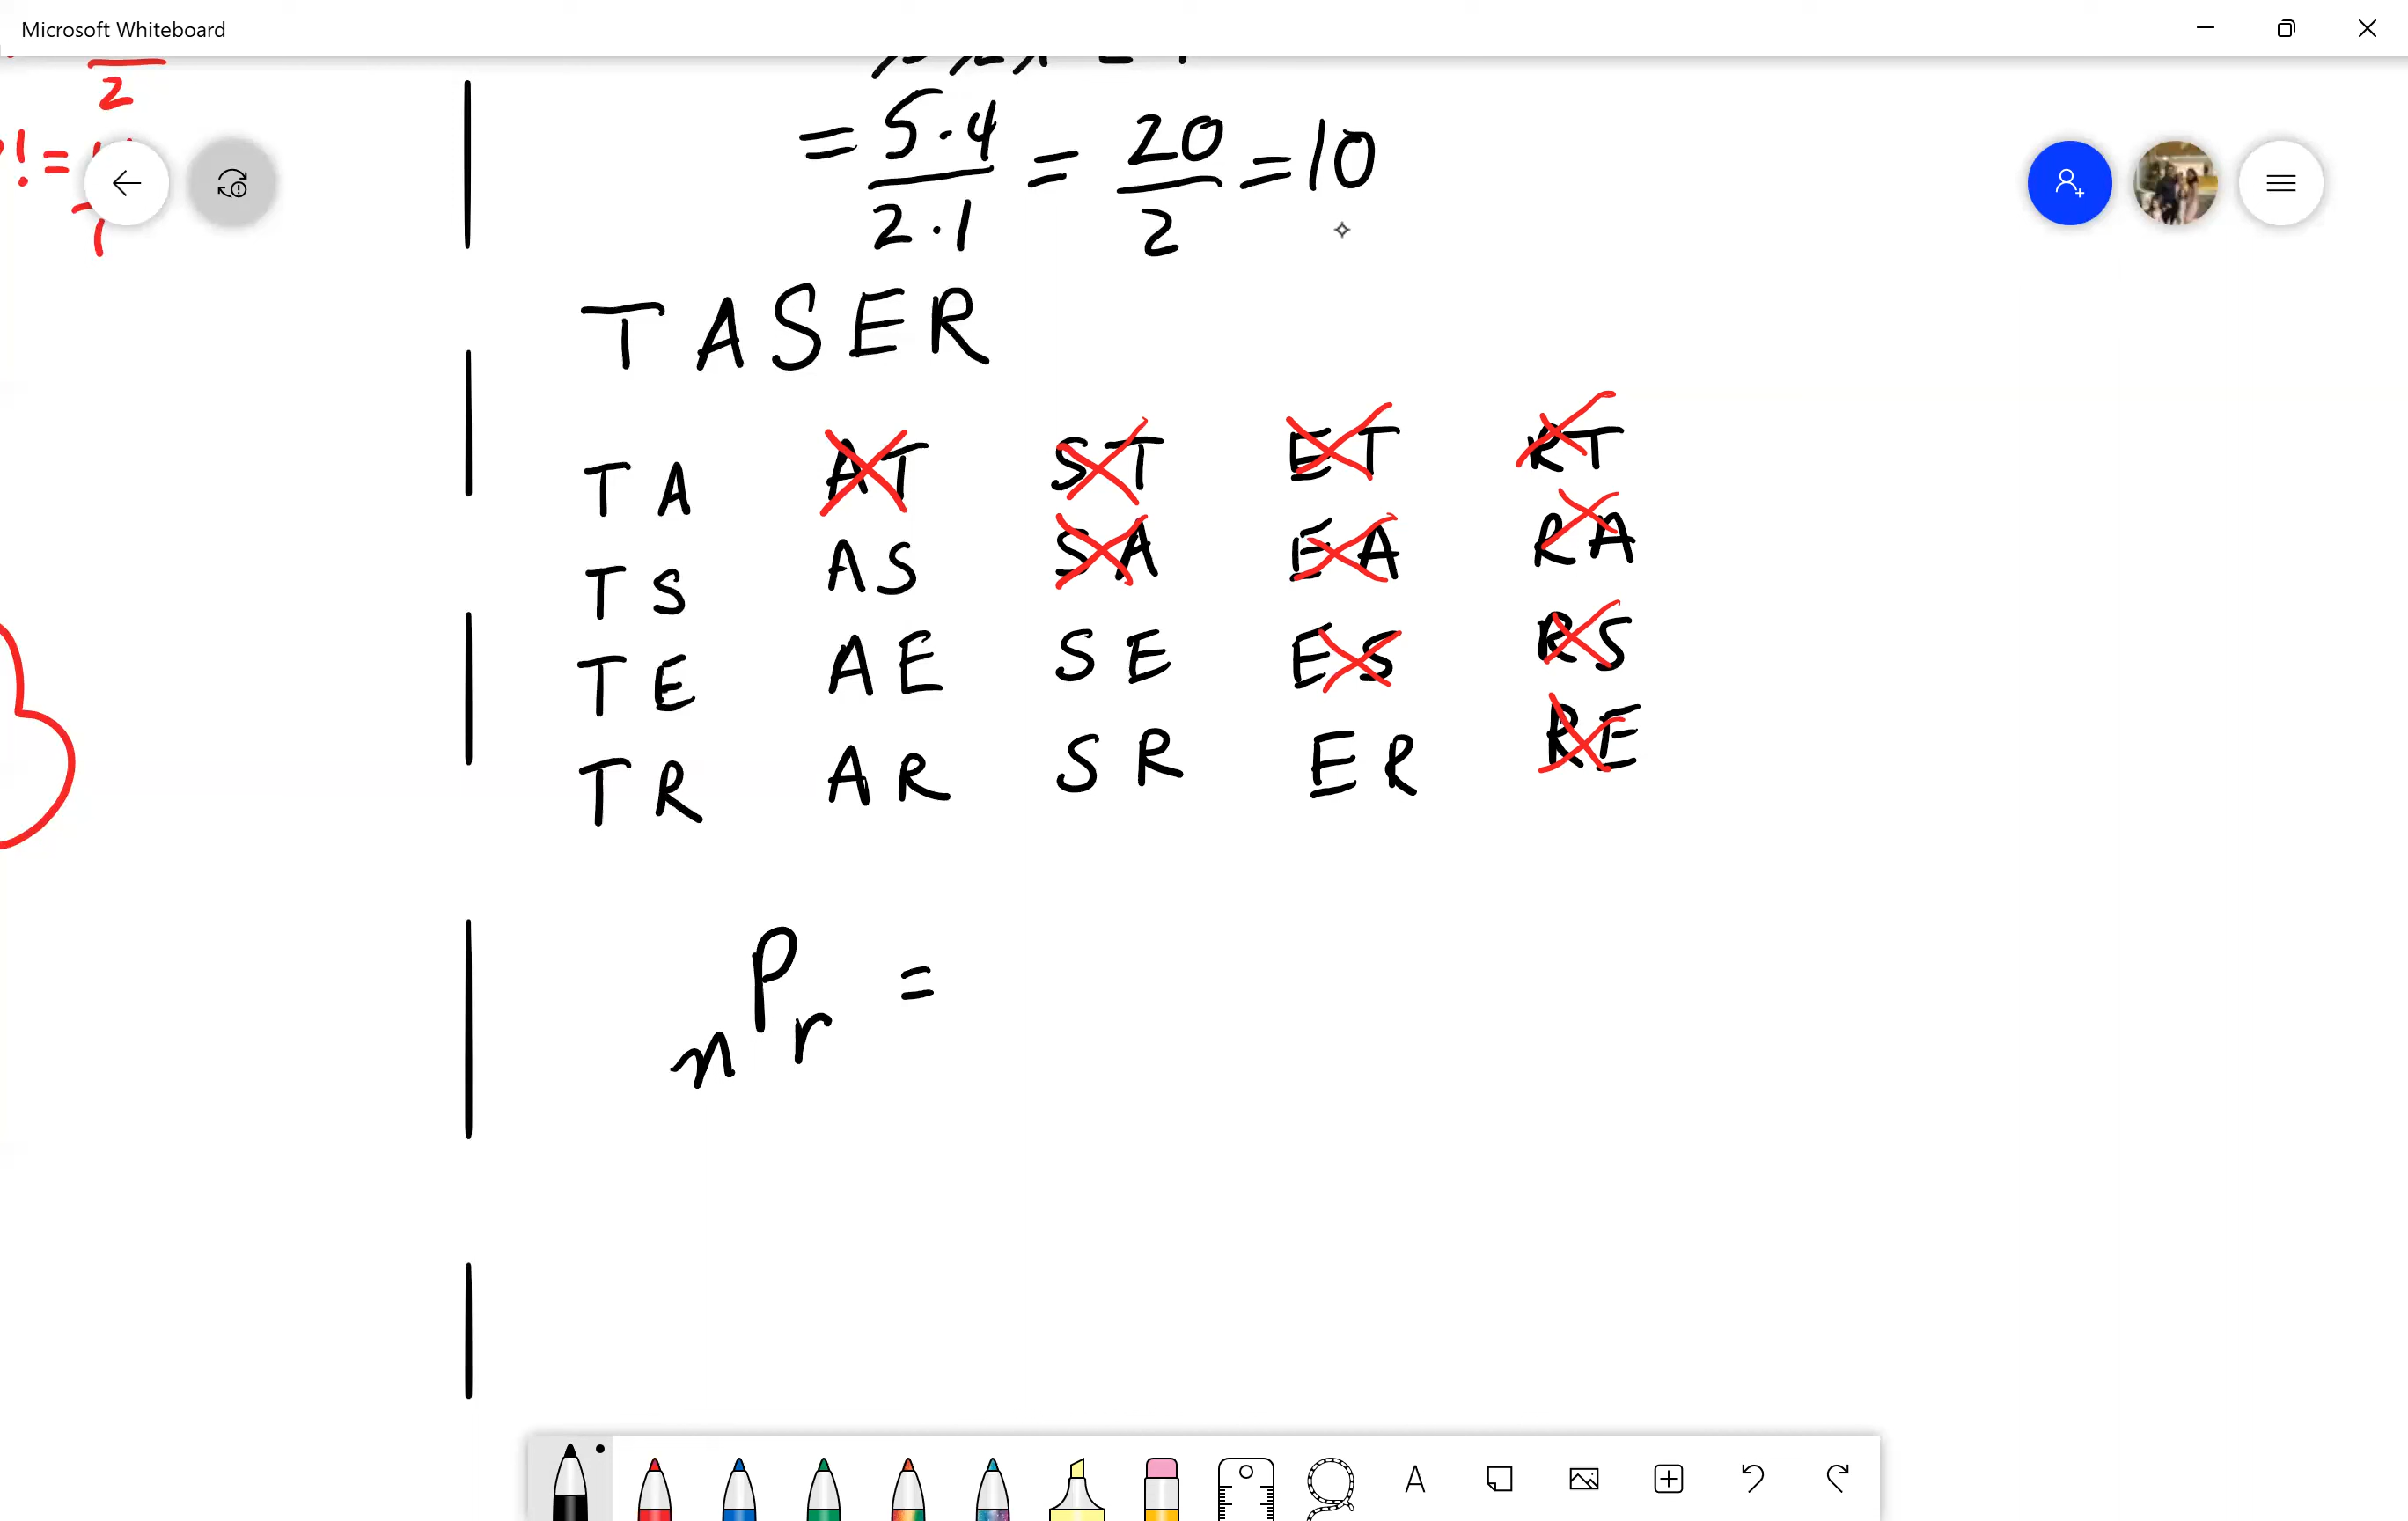 Microsoft Whiteboard
2
! =
= 5·4/2·1 = 20/2 = 10
TASER
TA AT ST ET RT
TS AS SA EA RA
TE AE SE ES RS
TR AR SR ER RE
nPr =